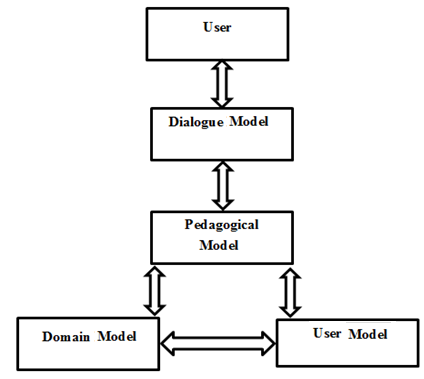 User
Dialogue Model
Pedagogical
Model
Domain Model
User Model